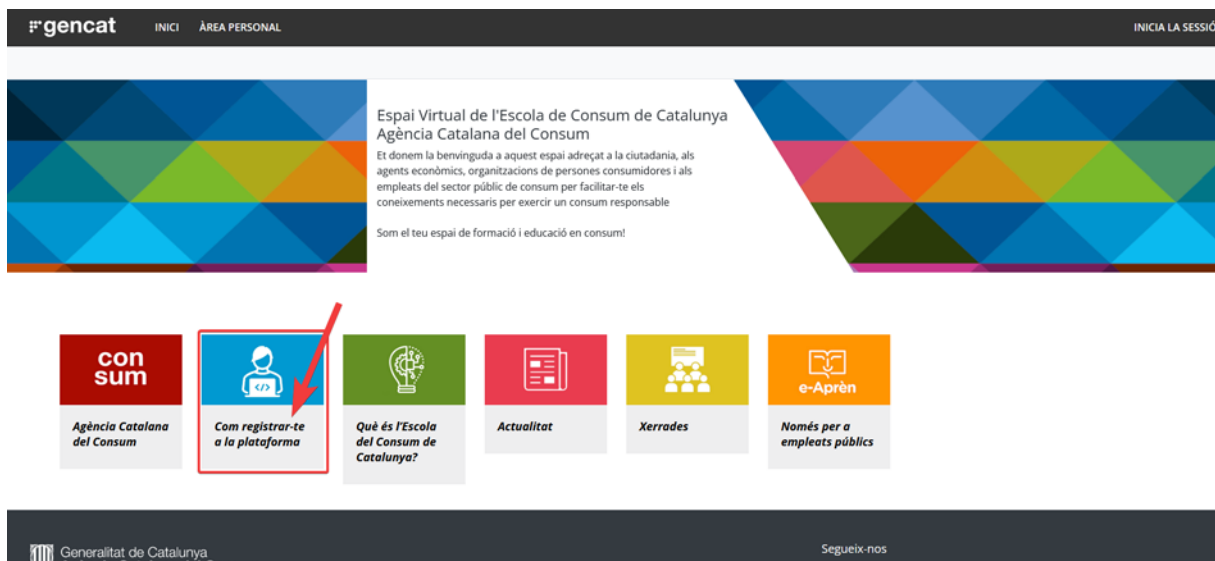 gencat
INICI ÀREA PERSONAL
INICIA LA SESSIÓ
Espai Virtual de l'Escola de Consum de Catalunya
Agència Catalana del Consum
Et donem la benvinguda a aquest espai adreçat a la ciutadania, als
agents econòmics, organitzacions de persones consumidores i als
empleats del sector públic de consum per facilitar-te els
coneixements necessaris per exercir un consum responsable
Som el teu espai de formació i educació en consum!
con
sum
</>
e-Aprèn
Agència Catalana
del Consum
Com registrar-te
a la plataforma
Què és l'Escola
del Consum de
Catalunya?
Actualitat
Xerrades
Només per a
empleats públics
Generalitat de Catalunya
Segueix-nos